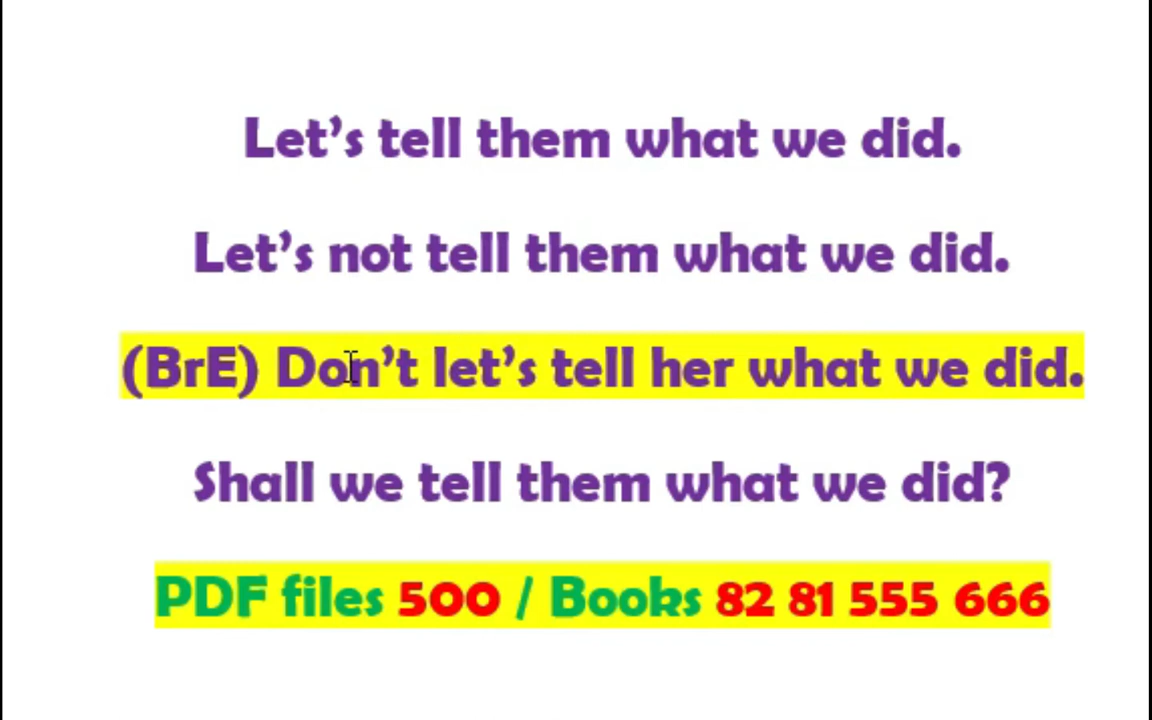 Let’s tell them what we did.
Let’s not tell them what we did.
(BrE) Don’t let’s tell her what we did.
Shall we tell them what we did?
PDF files 500 / Books 82 81 555 666